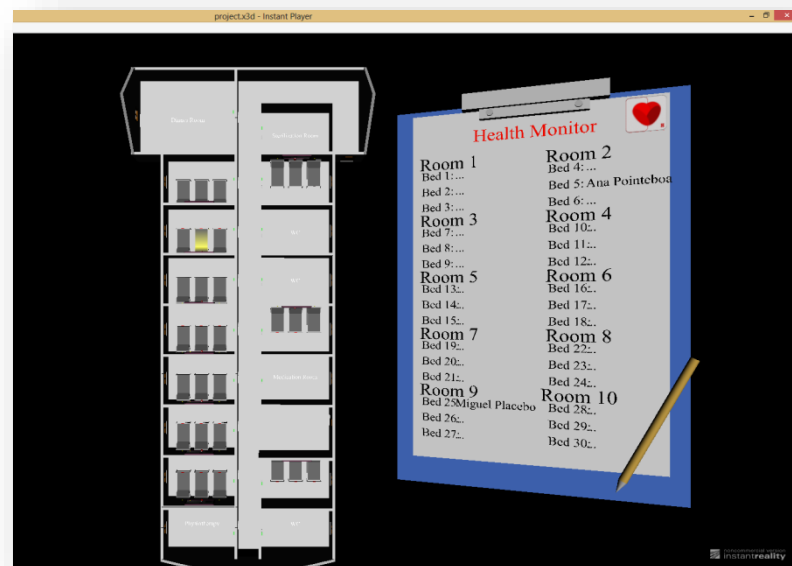 project.x3d - Instant Player
Health Monitor
Room 1
Bed 1:...
Bed 2:...
Bed 3:...
Room 3
Bed 7:...
Bed 8:...
Bed 9:...
Room 5
Bed 13:..
Bed 14:..
Bed 15:..
Room 7
Bed 19:..
Bed 20:..
Bed 21:..
Room 9
Bed 25Miguel Placebo
Bed 26:..
Bed 27:..
Room 2
Bed 4:...
Bed 5: Ana Pointeboa
Bed 6:...
Room 4
Bed 10:..
Bed 11:..
Bed 12:..
Room 6
Bed 16:..
Bed 17:..
Bed 18:..
Room 8
Bed 22:..
Bed 23:..
Bed 24:..
Room 10
Bed 28:..
Bed 29:..
Bed 30:..
instantreality